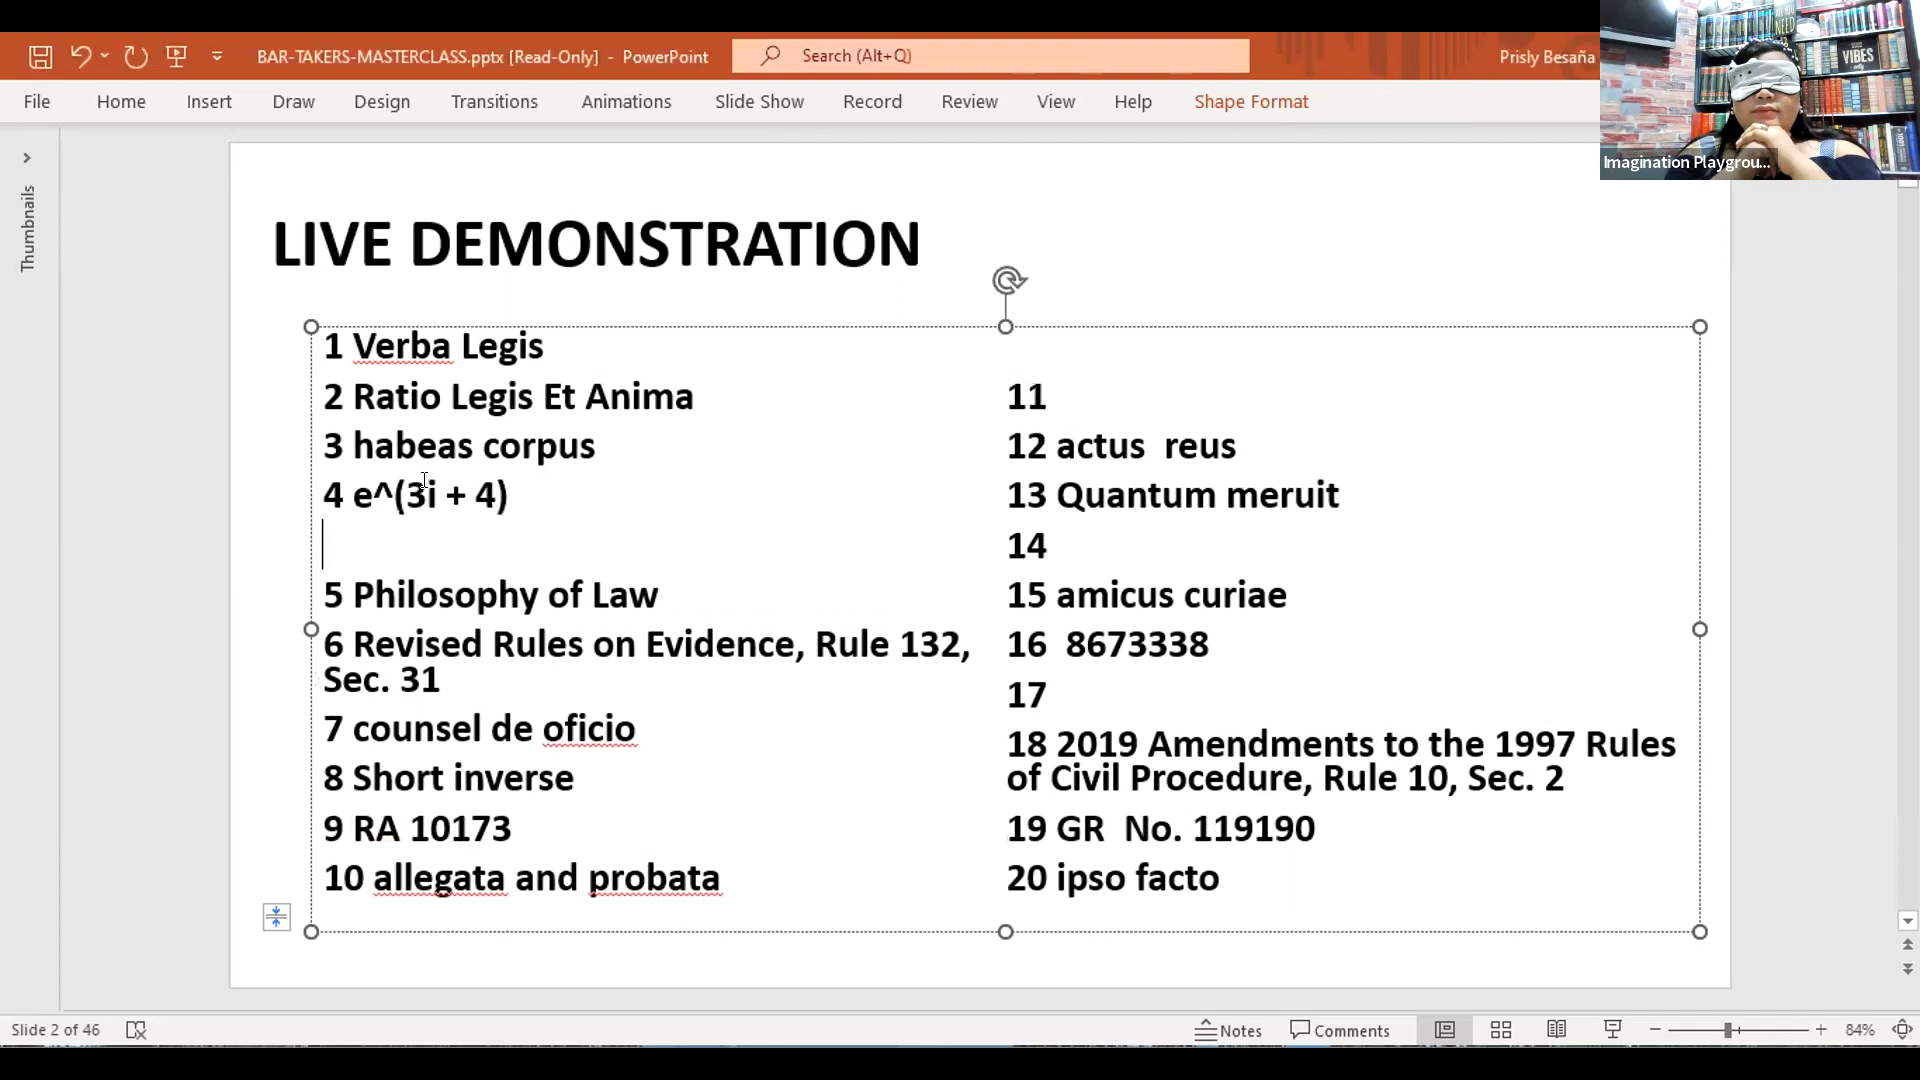 BAR-TAKERS-MASTERCLASS.pptx [Read-Only] - PowerPoint
Search (Alt+Q)
Prisly Besaña
File
Home
Insert
Draw
Design
Transitions
Animations
Slide Show
Record
Review
View
Help
Shape Format
VIBES
Imagination Playgrou...
Thumbnails
LIVE DEMONSTRATION
1 Verba Legis
2 Ratio Legis Et Anima
3 habeas corpus
4 e^(3i + 4)
5 Philosophy of Law
6 Revised Rules on Evidence, Rule 132,
Sec. 31
7 counsel de oficio
8 Short inverse
9 RA 10173
10 allegata and probata
11
12 actus  reus
13 Quantum meruit
14
15 amicus curiae
16  8673338
17
18 2019 Amendments to the 1997 Rules
of Civil Procedure, Rule 10, Sec. 2
19 GR  No. 119190
20 ipso facto
Slide 2 of 46
Notes
Comments
84%